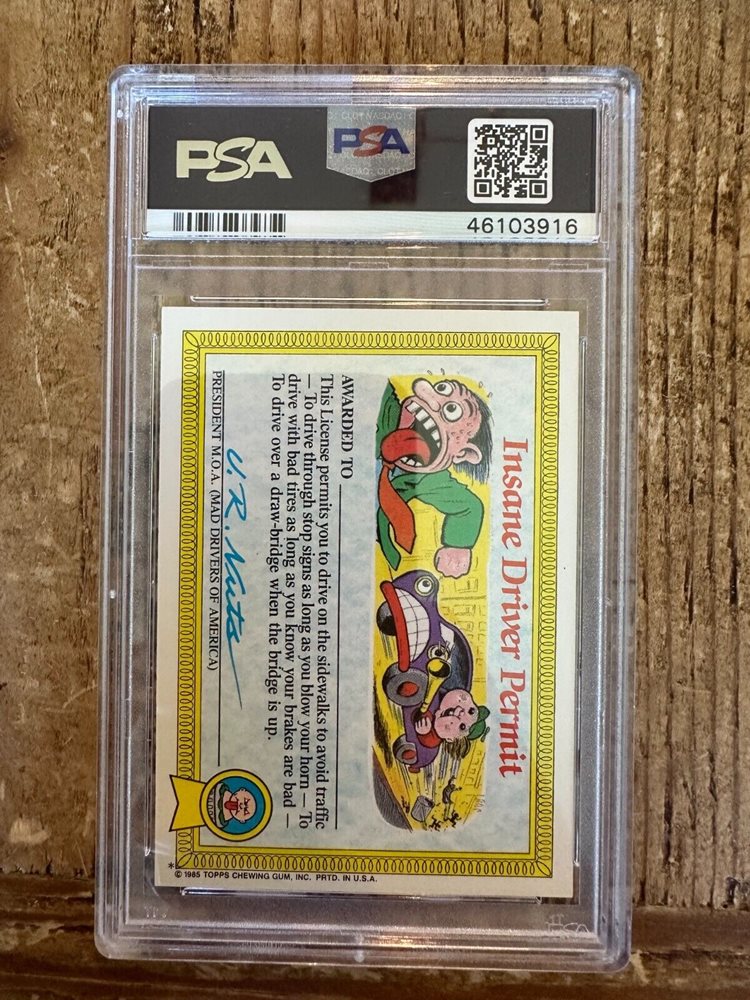 PSA
PSA
46103916
Insane Driver Permit
AWARDED TO
This License permits you to drive on the sidewalks to avoid traffic
— To drive through stop signs as long as you blow your horn — To
drive with bad tires as long as you know your brakes are bad —
To drive over a draw-bridge when the bridge is up.
U. R. Nuts
PRESIDENT M.O.A. (MAD DRIVERS OF AMERICA)
* © 1985 TOPPS CHEWING GUM, INC. PRTD. IN U.S.A.
PSA